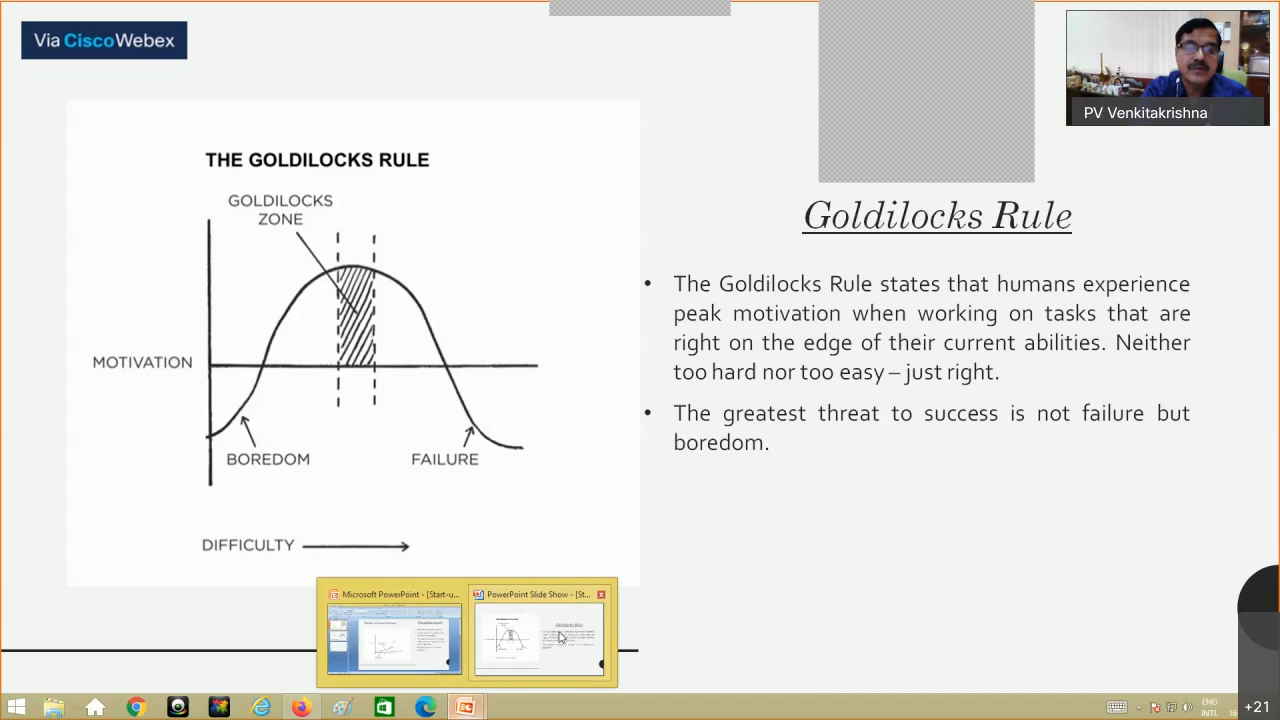 Via Cisco Webex
PV Venkitakrishna
THE GOLDILOCKS RULE
GOLDILOCKS
ZONE
MOTIVATION
BOREDOM
FAILURE
DIFFICULTY
Goldilocks Rule
• The Goldilocks Rule states that humans experience
peak motivation when working on tasks that are
right on the edge of their current abilities. Neither
too hard nor too easy – just right.
• The greatest threat to success is not failure but
boredom.
Microsoft PowerPoint - [Start-u...
PowerPoint Slide Show - [St...
ENG
INTL
+21